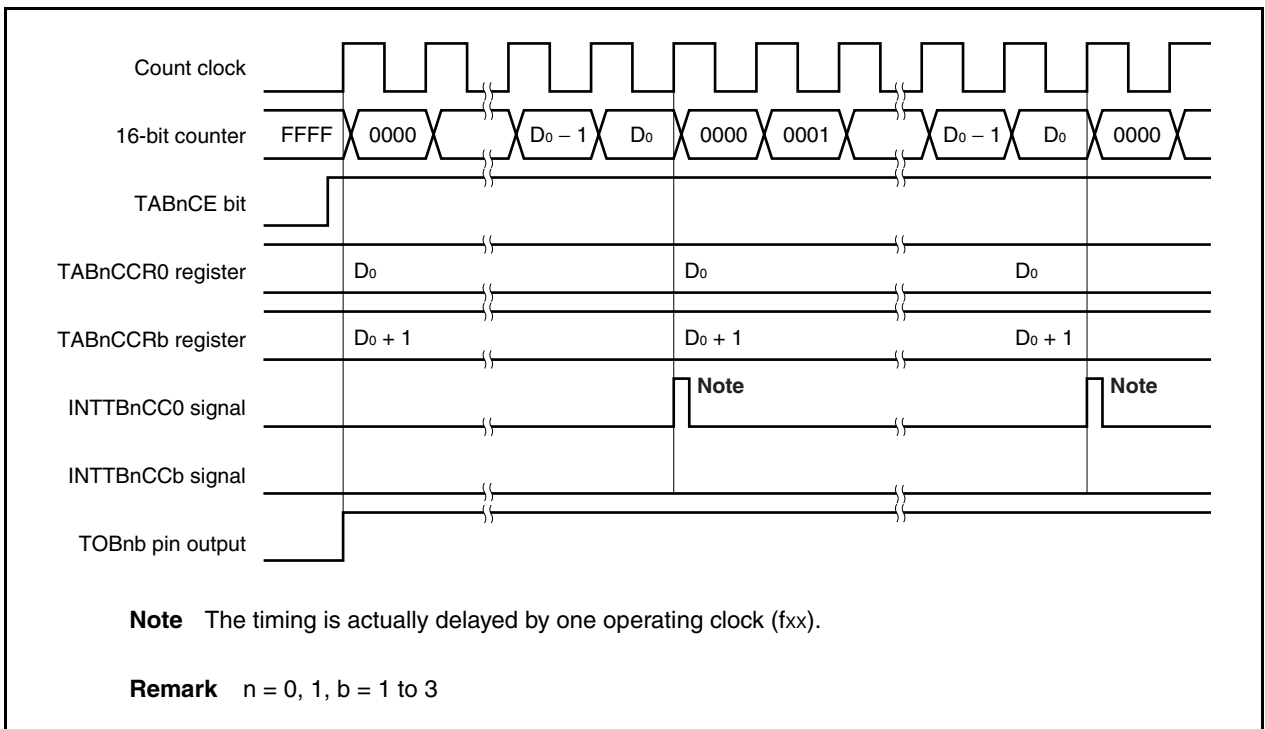 Count clock
16-bit counter FFFF 0000 D0 − 1 D0 0000 0001 D0 − 1 D0 0000
TABnCE bit
TABnCCR0 register D0 D0 D0
TABnCCRb register D0 + 1 D0 + 1 D0 + 1
INTTBnCC0 signal Note Note
INTTBnCCb signal
TOBnb pin output
Note The timing is actually delayed by one operating clock (fxx).
Remark n = 0, 1, b = 1 to 3